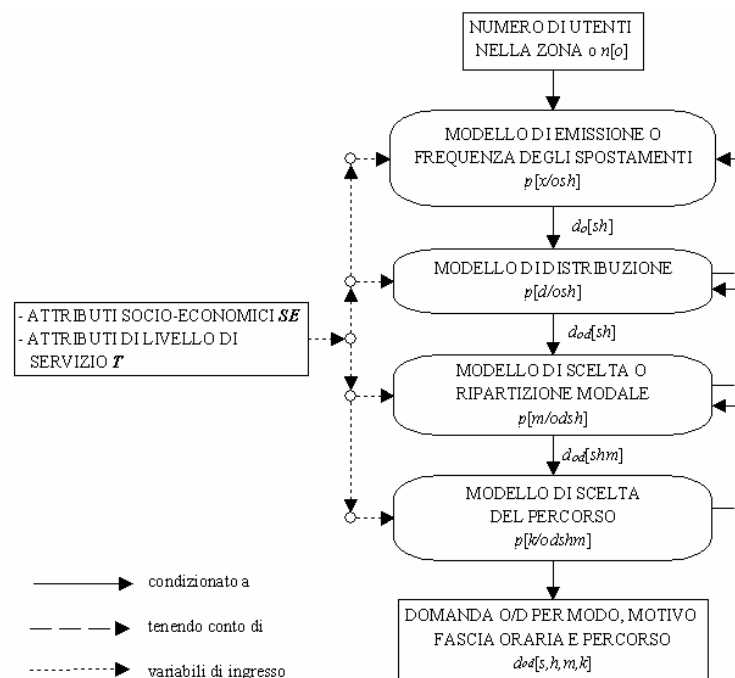 NUMERO DI UTENTI
NELLA ZONA o n[o]
MODELLO DI EMISSIONE O
FREQUENZA DEGLI SPOSTAMENTI
p[x/osh]
do[sh]
MODELLO DI DISTRIBUZIONE
p[d/osh]
- ATTRIBUTI SOCIO-ECONOMICI SE
- ATTRIBUTI DI LIVELLO DI
SERVIZIO T
dod[sh]
MODELLO DI SCELTA O
RIPARTIZIONE MODALE
p[m/odsh]
dod[shm]
MODELLO DI SCELTA
DEL PERCORSO
p[k/odshm]
condizionato a
tenendo conto di
variabili di ingresso
DOMANDA O/D PER MODO, MOTIVO
FASCIA ORARIA E PERCORSO
dod[s,h,m,k]